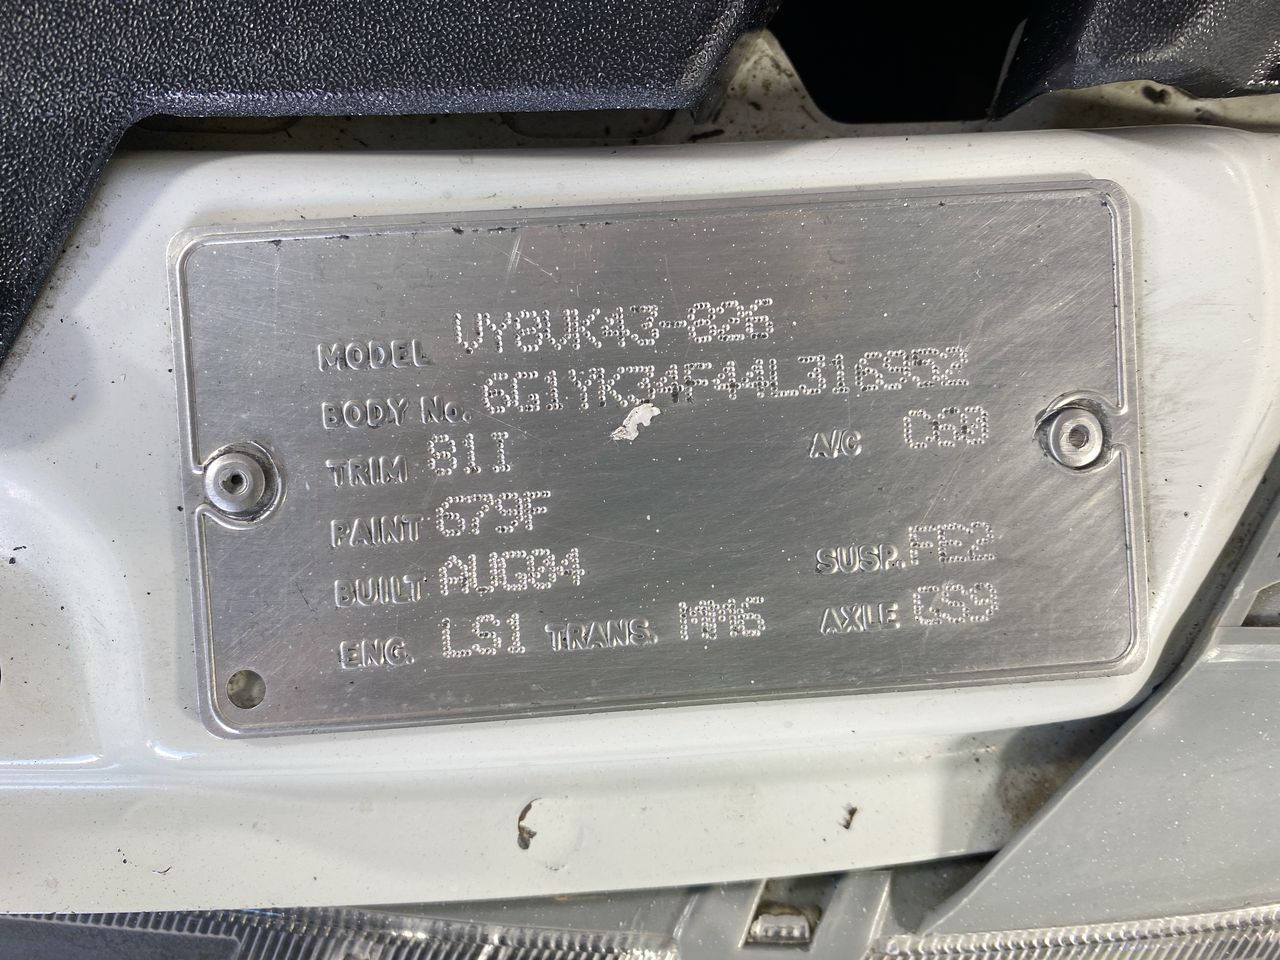 MODEL VY8UK43-826
BODY No. 6G1YK34F44L316952
TRIM 81I A/C C60
PAINT 679F
BUILT AUG04 SUSP. FE2
ENG. LS1 TRANS. MM6 AXLE GS9